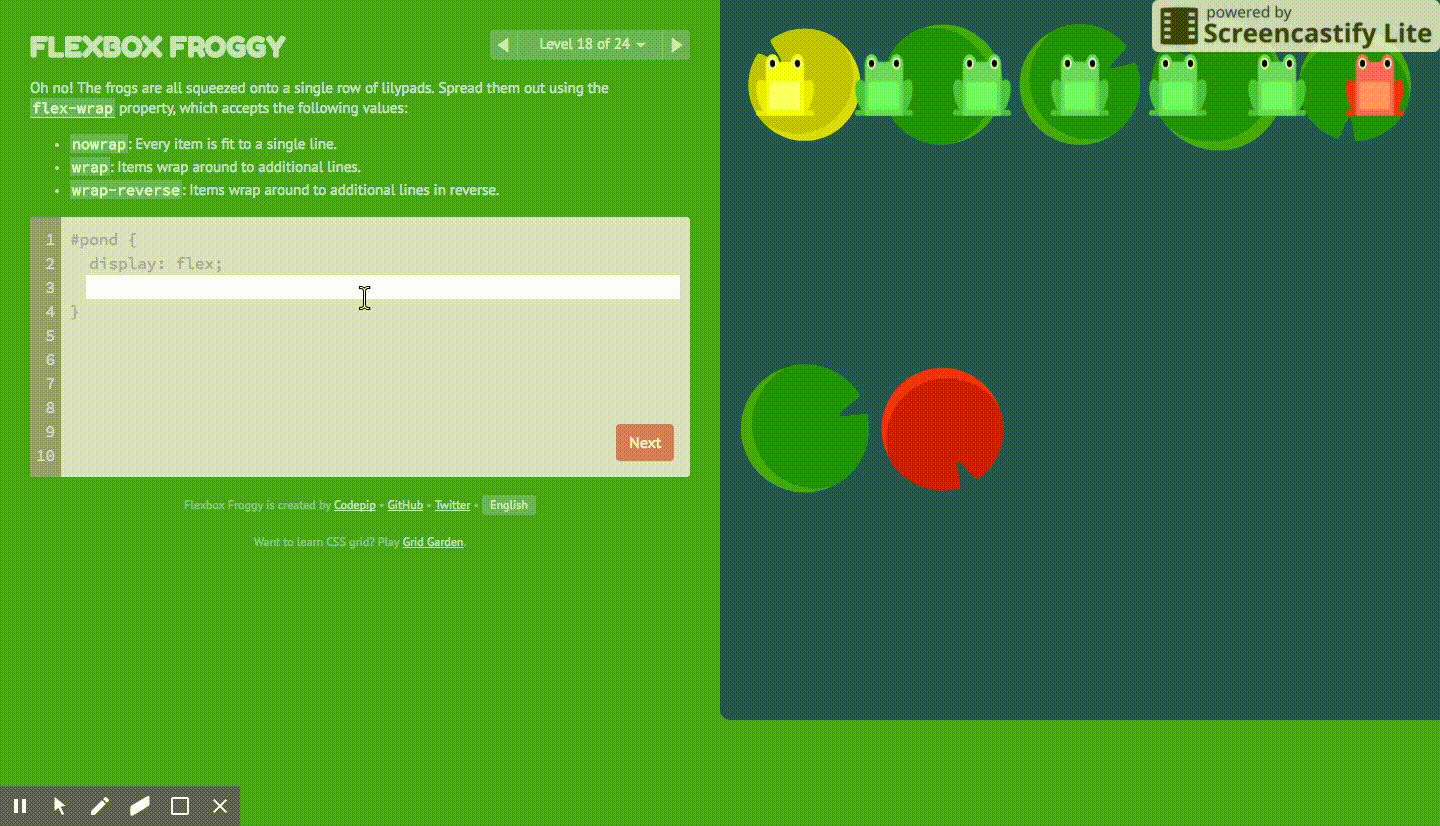 powered by
Screencastify Lite
FLEXBOX FROGGY
Level 18 of 24
Oh no! The frogs are all squeezed onto a single row of lilypads. Spread them out using the
flex-wrap property, which accepts the following values:
• nowrap: Every item is fit to a single line.
• wrap: Items wrap around to additional lines.
• wrap-reverse: Items wrap around to additional lines in reverse.
1 #pond {
2 display: flex;
3
4 }
5
6
7
8
9
10
Next
Flexbox Froggy is created by Codepip • GitHub • Twitter • English
Want to learn CSS grid? Play Grid Garden.